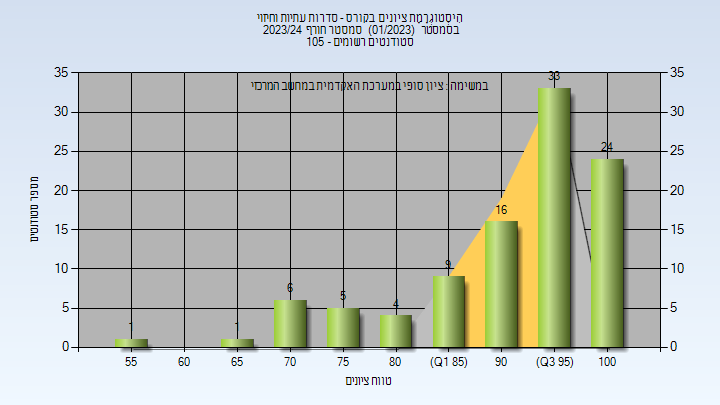 היסטוגרמת ציונים בקורס - סדרות עתיות וחיזוי
בסמסטר (01/2023) סמסטר חורף 2023/24
סטודנטים רשומים - 105
במשימה : ציון סופי במערכת האקדמית במחשב המרכזי
מספר סטודנטים
35 35
30 30
25 25
20 20
15 15
10 10
5 5
0 0
1 1 6 5 4 9 16 33 24
55 60 65 70 75 80 (Q1 85) 90 (Q3 95) 100
טווח ציונים